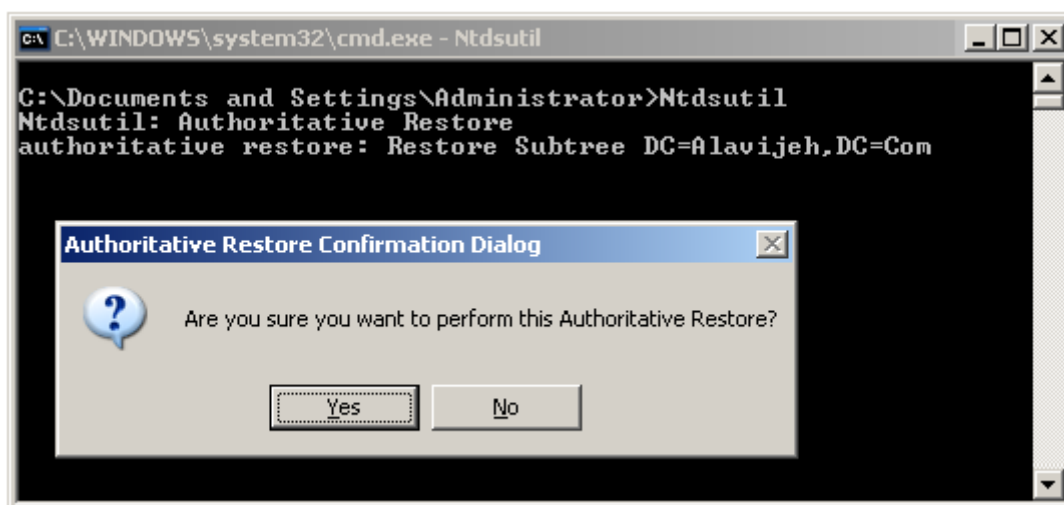 C:\WINDOWS\system32\cmd.exe - Ntdsutil
C:\Documents and Settings\Administrator>Ntdsutil
Ntdsutil: Authoritative Restore
authoritative restore: Restore Subtree DC=Alavijeh,DC=Com
Authoritative Restore Confirmation Dialog
Are you sure you want to perform this Authoritative Restore?
Yes No